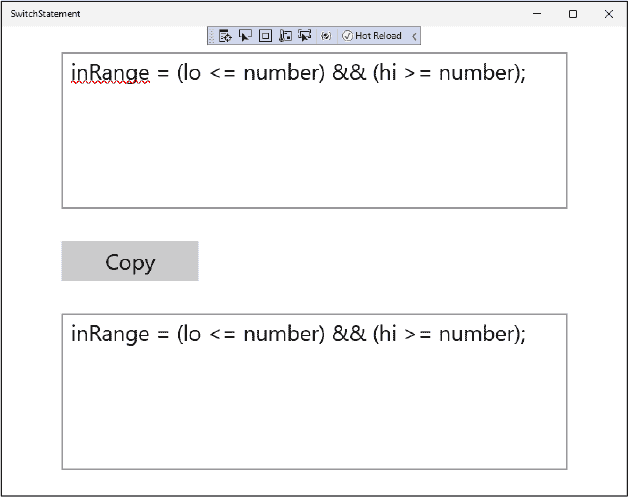 SwitchStatement
Hot Reload
inRange = (lo <= number) && (hi >= number);
Copy
inRange = (lo <= number) && (hi >= number);